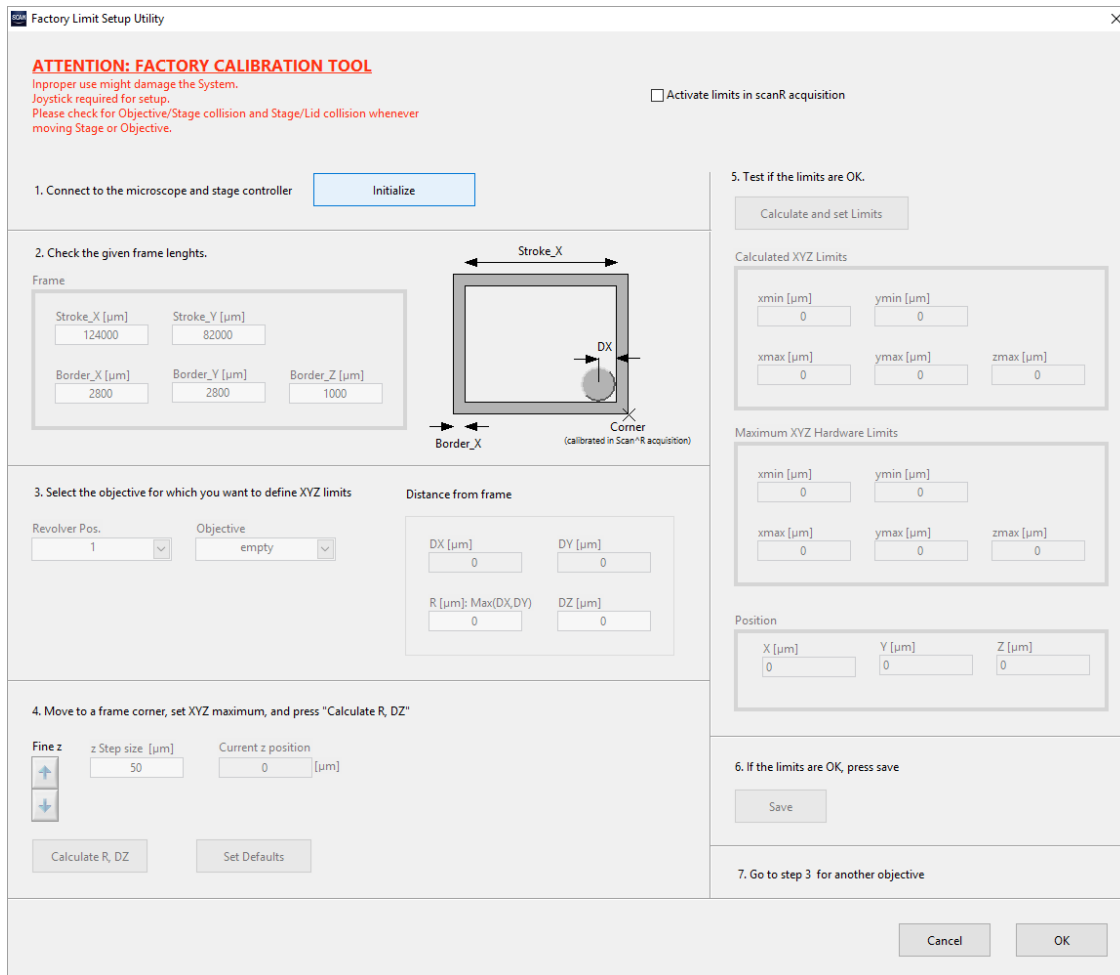 SCAN
Factory Limit Setup Utility
ATTENTION: FACTORY CALIBRATION TOOL
Inproper use might damage the System.
Joystick required for setup.
Please check for Objective/Stage collision and Stage/Lid collision whenever
moving Stage or Objective.
Activate limits in scanR acquisition
1. Connect to the microscope and stage controller
Initialize
2. Check the given frame lenghts.
Frame
Stroke_X [µm]
Stroke_Y [µm]
124000
82000
Border_X [µm]
Border_Y [µm]
Border_Z [µm]
2800
2800
1000
Stroke_X
DX
Corner
(calibrated in Scan^R acquisition)
Border_X
3. Select the objective for which you want to define XYZ limits
Revolver Pos.
Objective
1
empty
Distance from frame
DX [µm]
DY [µm]
0
0
R [µm]: Max(DX,DY)
DZ [µm]
0
0
4. Move to a frame corner, set XYZ maximum, and press "Calculate R, DZ"
Fine z
z Step size [µm]
Current z position
50
0
[µm]
Calculate R, DZ
Set Defaults
5. Test if the limits are OK.
Calculate and set Limits
Calculated XYZ Limits
xmin [µm]
ymin [µm]
0
0
xmax [µm]
ymax [µm]
zmax [µm]
0
0
0
Maximum XYZ Hardware Limits
xmin [µm]
ymin [µm]
0
0
xmax [µm]
ymax [µm]
zmax [µm]
0
0
0
Position
X [µm]
Y [µm]
Z [µm]
0
0
0
6. If the limits are OK, press save
Save
7. Go to step 3 for another objective
Cancel
OK